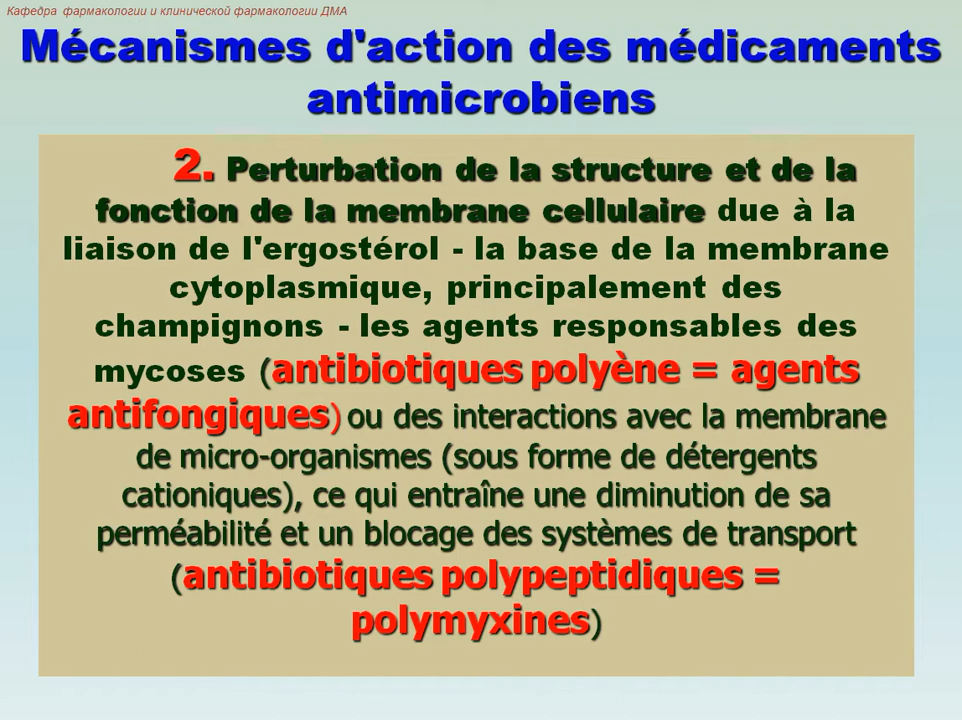 Кафедра фармакологии и клинической фармакологии ДМА
Mécanismes d'action des médicaments
antimicrobiens
2. Perturbation de la structure et de la
fonction de la membrane cellulaire due à la
liaison de l'ergostérol - la base de la membrane
cytoplasmique, principalement des
champignons - les agents responsables des
mycoses (antibiotiques polyène = agents
antifongiques) ou des interactions avec la membrane
de micro-organismes (sous forme de détergents
cationiques), ce qui entraîne une diminution de sa
perméabilité et un blocage des systèmes de transport
(antibiotiques polypeptidiques =
polymyxines)